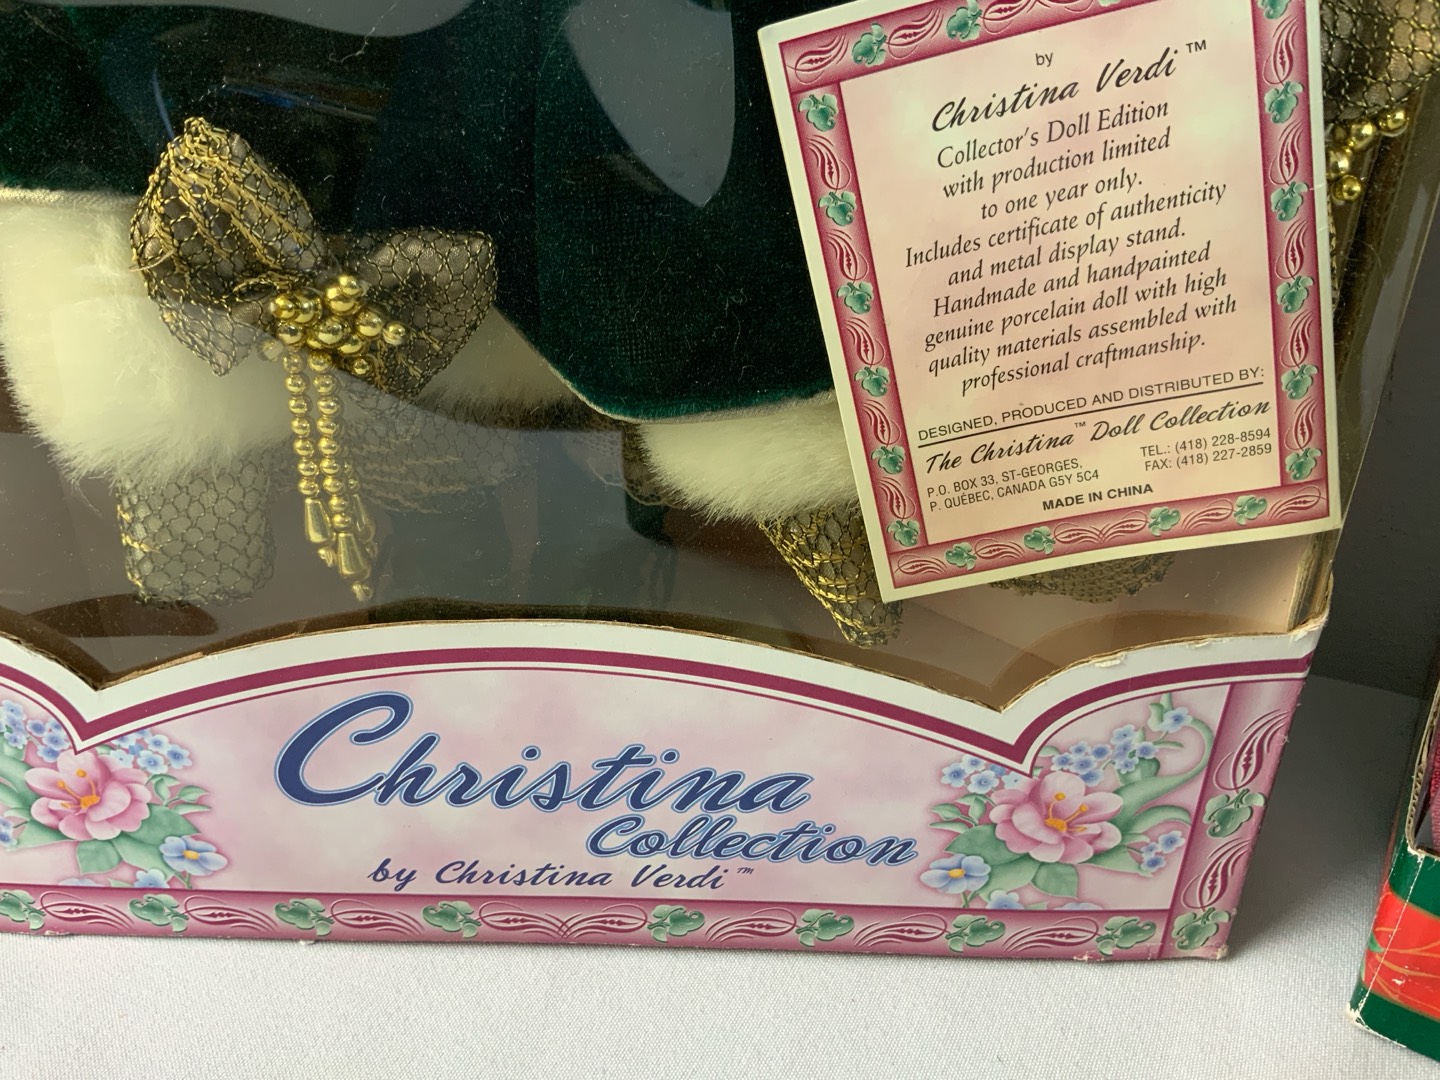 by
Christina Verdi™
Collector's Doll Edition
with production limited
to one year only.
Includes certificate of authenticity
and metal display stand.
Handmade and handpainted
genuine porcelain doll with high
quality materials assembled with
professional craftmanship.
DESIGNED, PRODUCED AND DISTRIBUTED BY:
The Christina™ Doll Collection
P.O. BOX 33, ST-GEORGES,
P. QUÉBEC, CANADA G5Y 5C4
TEL.: (418) 228-8594
FAX: (418) 227-2859
MADE IN CHINA
Christina
Collection
by Christina Verdi™